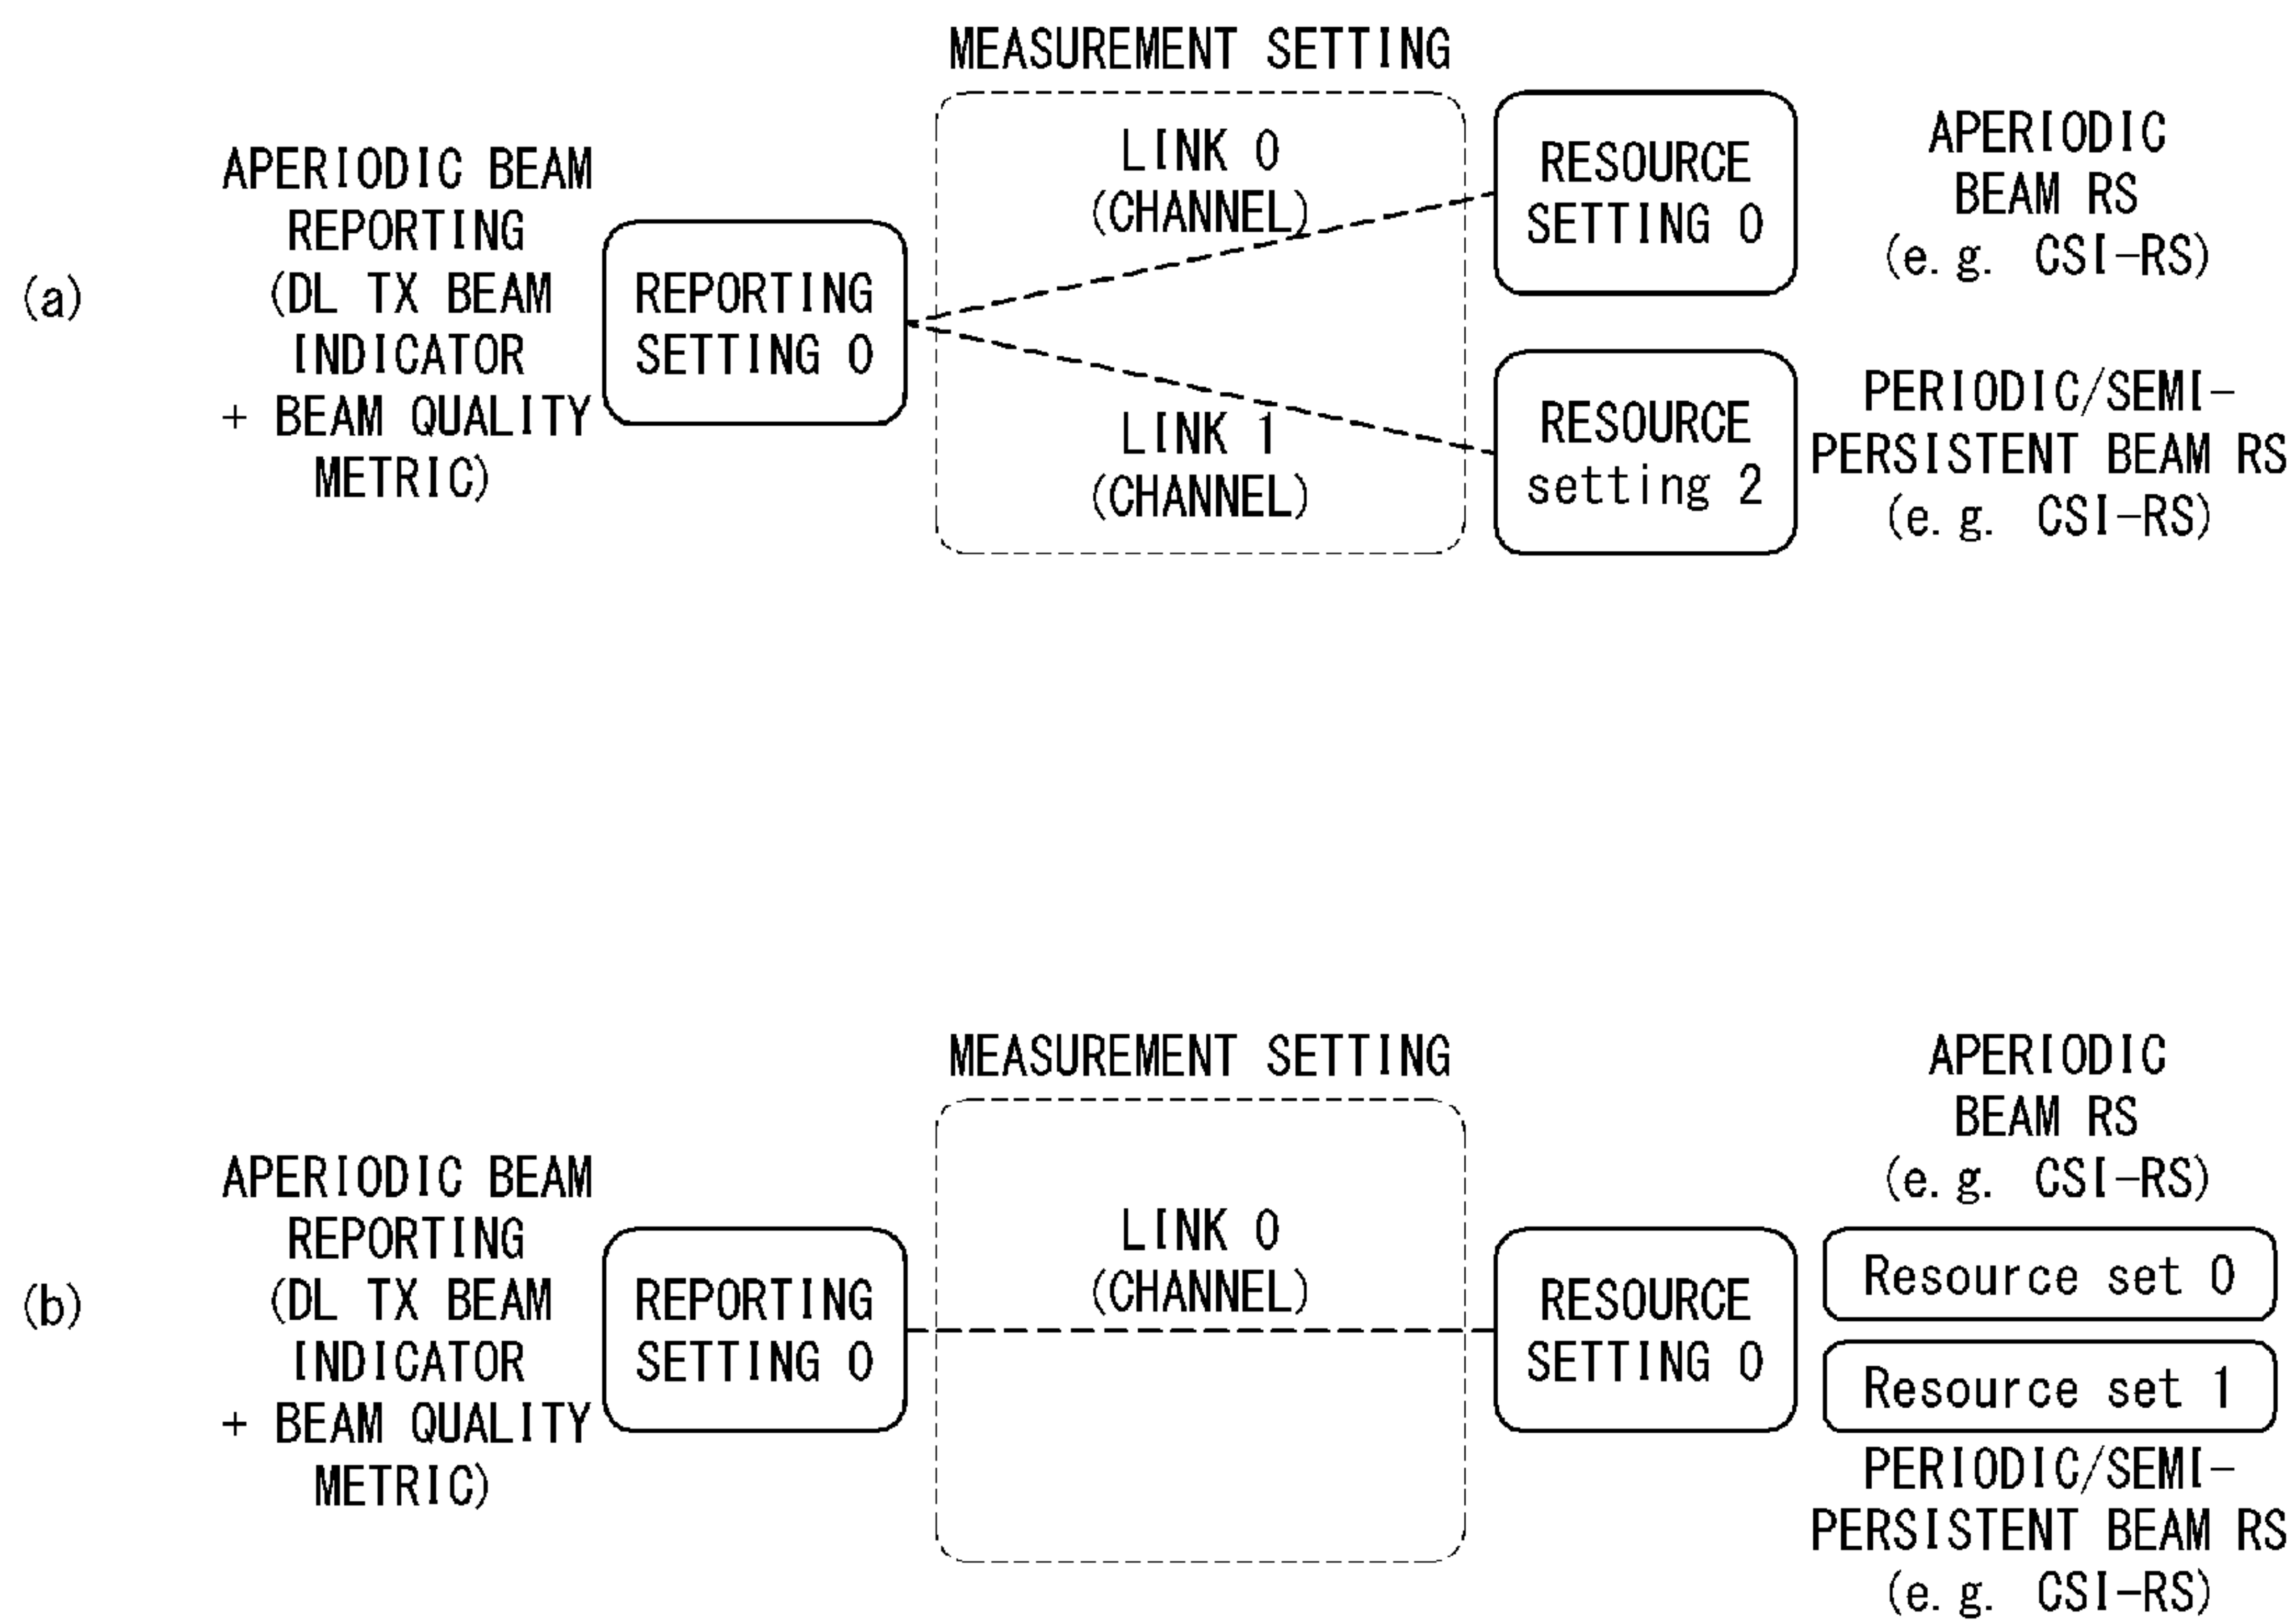 MEASUREMENT SETTING
(a)
APERIODIC BEAM
REPORTING
(DL TX BEAM
INDICATOR
+ BEAM QUALITY
METRIC)
REPORTING
SETTING 0
LINK 0
(CHANNEL)
LINK 1
(CHANNEL)
RESOURCE
SETTING 0
APERIODIC
BEAM RS
(e.g. CSI-RS)
RESOURCE
setting 2
PERIODIC/SEMI-
PERSISTENT BEAM RS
(e.g. CSI-RS)
MEASUREMENT SETTING
(b)
APERIODIC BEAM
REPORTING
(DL TX BEAM
INDICATOR
+ BEAM QUALITY
METRIC)
REPORTING
SETTING 0
LINK 0
(CHANNEL)
RESOURCE
SETTING 0
APERIODIC
BEAM RS
(e.g. CSI-RS)
Resource set 0
Resource set 1
PERIODIC/SEMI-
PERSISTENT BEAM RS
(e.g. CSI-RS)